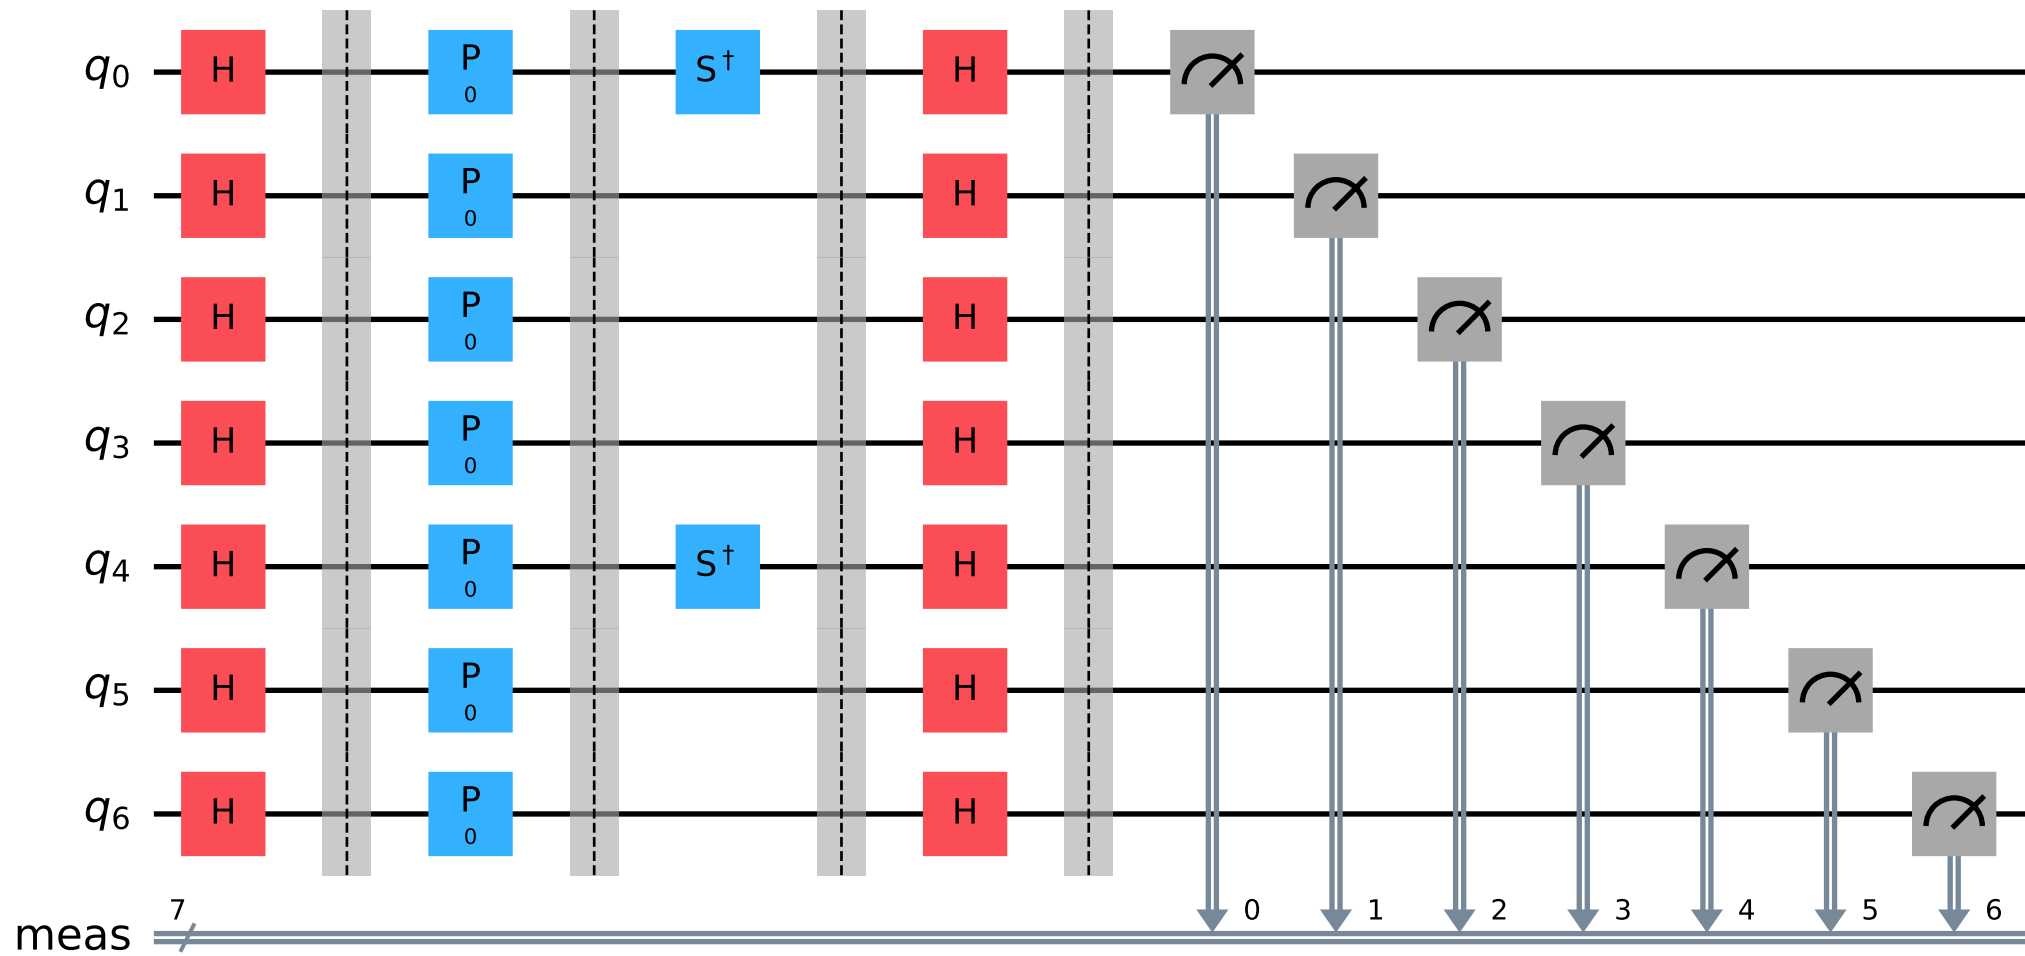 q0 H P 0 S† H
q1 H P 0 H
q2 H P 0 H
q3 H P 0 H
q4 H P 0 S† H
q5 H P 0 H
q6 H P 0 H
7 0 1 2 3 4 5 6
meas